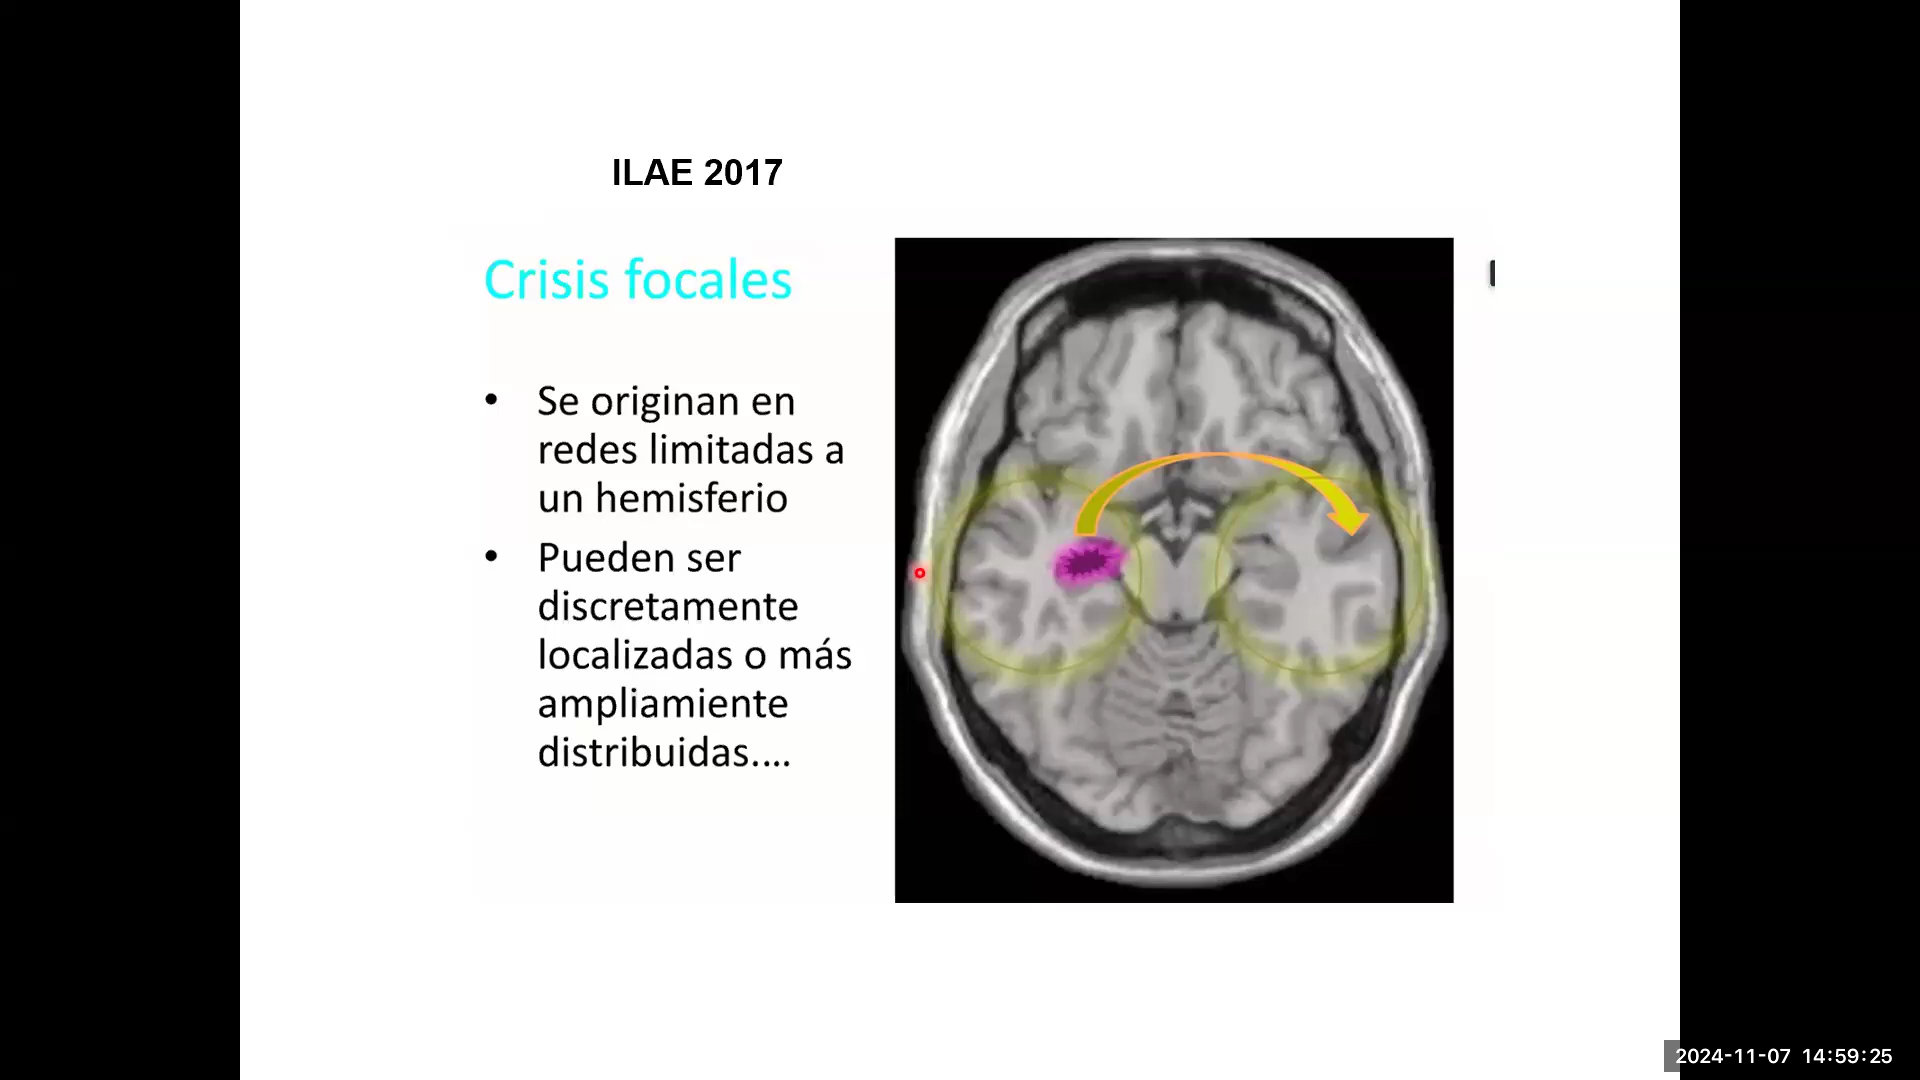 ILAE 2017
Crisis focales
• Se originan en
redes limitadas a
un hemisferio
• Pueden ser
discretamente
localizadas o más
ampliamiente
distribuidas....
2024-11-07 14:59:25